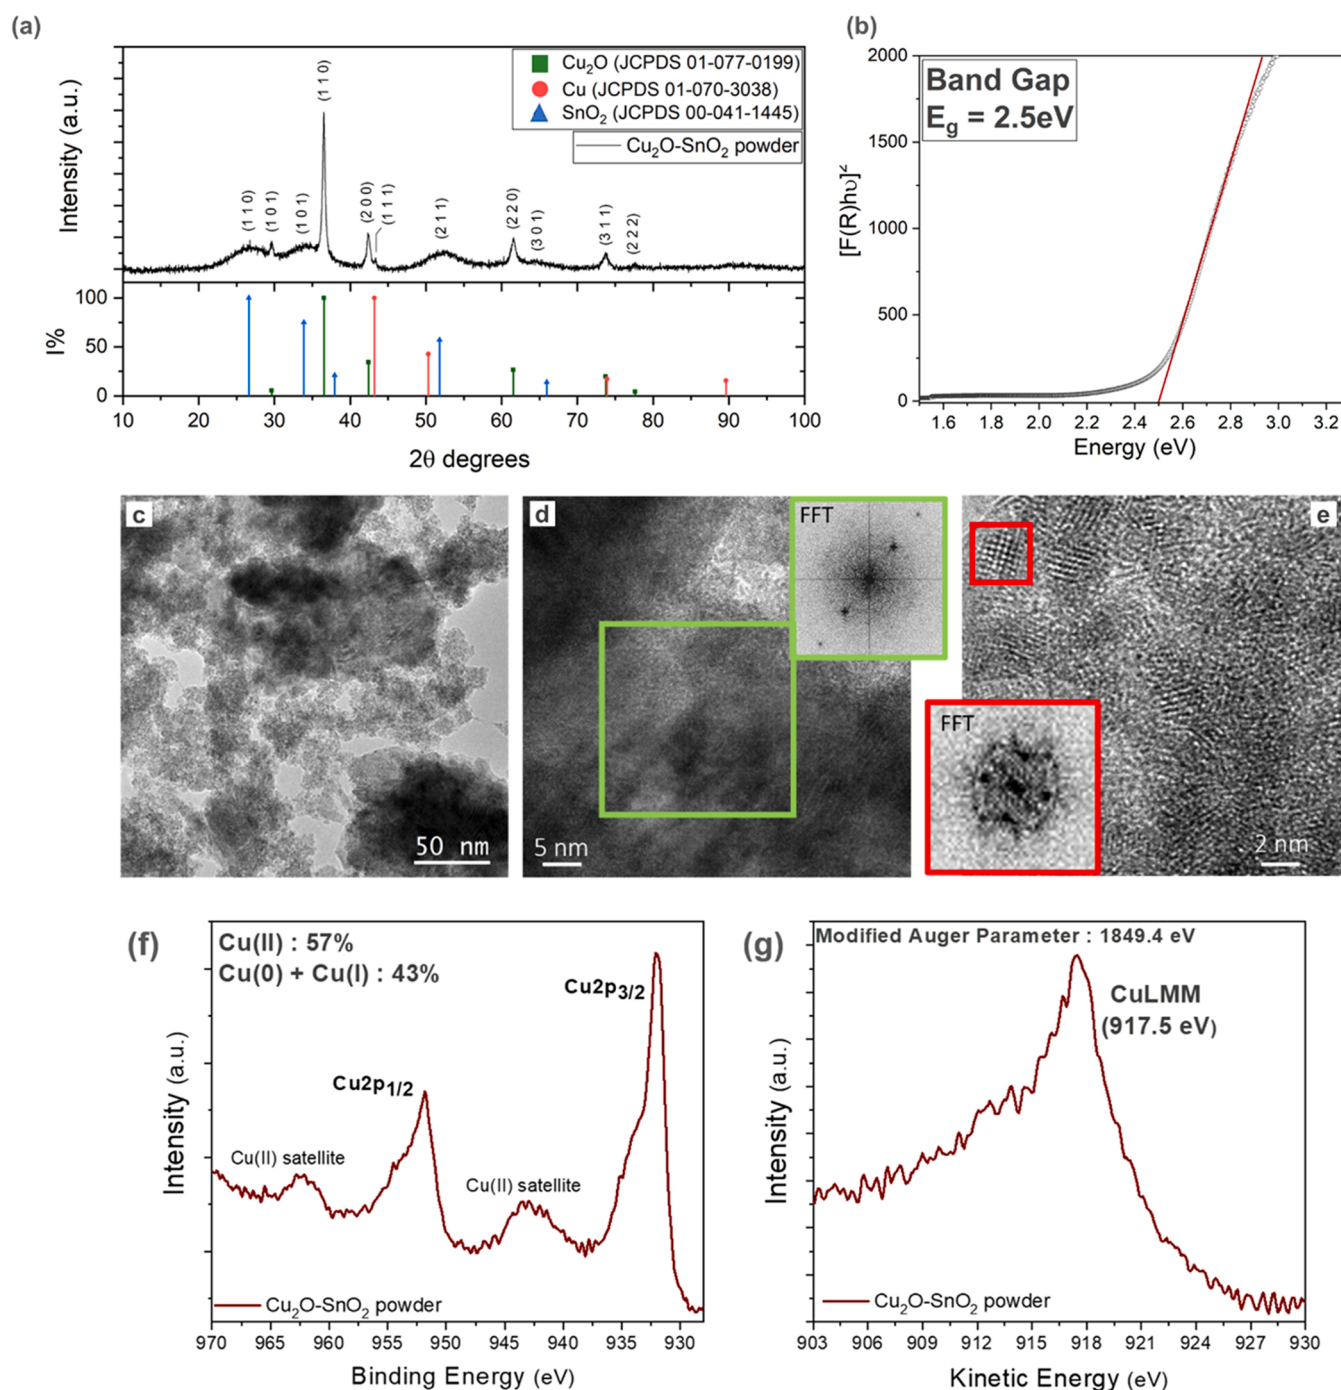 (a)
Intensity (a.u.)
Cu₂O (JCPDS 01-077-0199)
Cu (JCPDS 01-070-3038)
SnO₂ (JCPDS 00-041-1445)
Cu₂O-SnO₂ powder
(1 1 0)
(1 0 1)
(1 0 1)
(1 1 0)
(2 0 0)
(1 1 1)
(2 1 1)
(2 2 0)
(3 0 1)
(3 1 1)
(2 2 2)
I%
100
50
0
10 20 30 40 50 60 70 80 90 100
2θ degrees
(b)
Band Gap
E_g = 2.5eV
[F(R)hυ]²
2000
1500
1000
500
0
1.6 1.8 2.0 2.2 2.4 2.6 2.8 3.0 3.2
Energy (eV)
c
50 nm
d
FFT
5 nm
e
FFT
2 nm
(f)
Cu(II) : 57%
Cu(0) + Cu(I) : 43%
Cu2p₃/₂
Cu2p₁/₂
Cu(II) satellite
Cu(II) satellite
Cu₂O-SnO₂ powder
Intensity (a.u.)
970 965 960 955 950 945 940 935 930
Binding Energy (eV)
(g)
Modified Auger Parameter : 1849.4 eV
CuLMM
(917.5 eV)
Cu₂O-SnO₂ powder
Intensity (a.u.)
903 906 909 912 915 918 921 924 927 930
Kinetic Energy (eV)